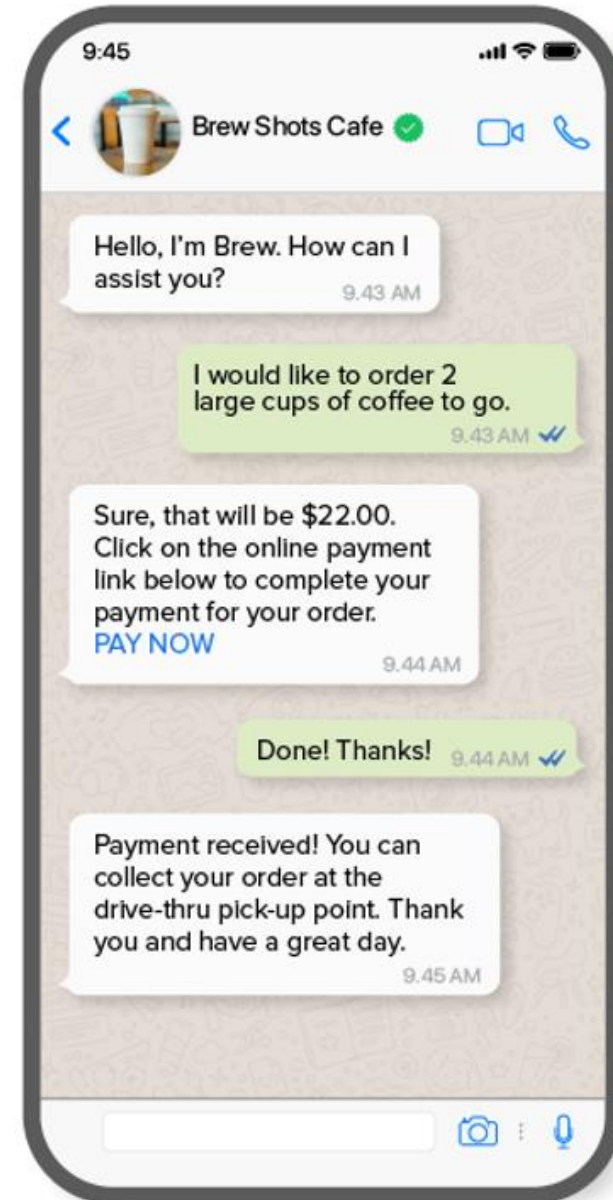 9:45
Brew Shots Cafe
Hello, I'm Brew. How can I
assist you?
9.43 AM
I would like to order 2
large cups of coffee to go.
9.43 AM
Sure, that will be $22.00.
Click on the online payment
link below to complete your
payment for your order.
PAY NOW
9.44 AM
Done! Thanks! 9.44 AM
Payment received! You can
collect your order at the
drive-thru pick-up point. Thank
you and have a great day.
9.45 AM